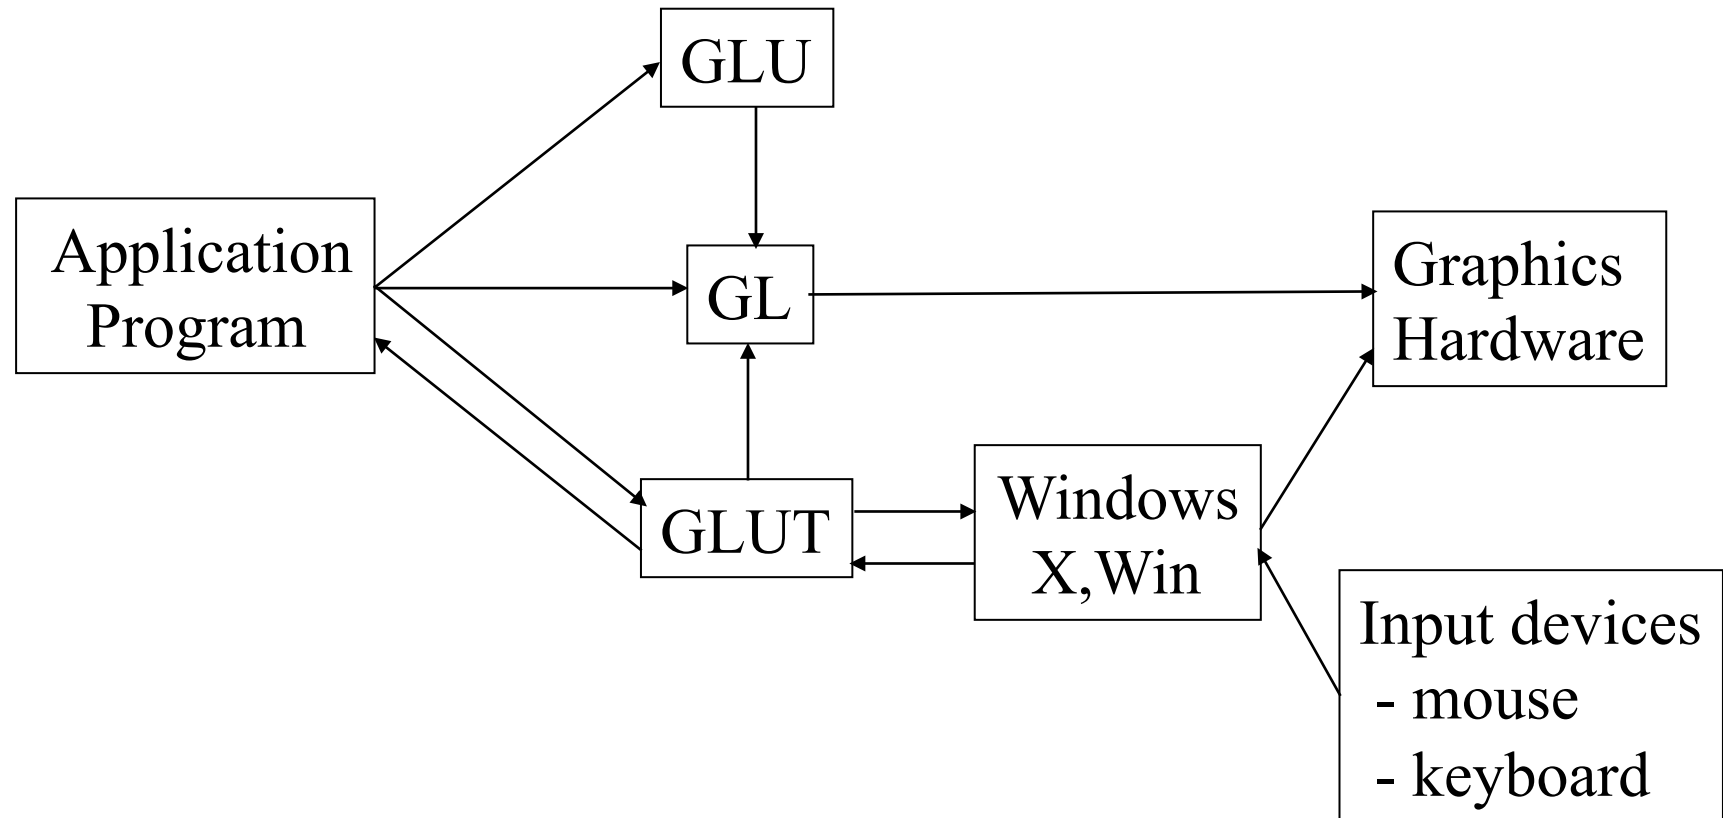 GLU
Application
Program
GL
Graphics
Hardware
GLUT
Windows
X,Win
Input devices
- mouse
- keyboard